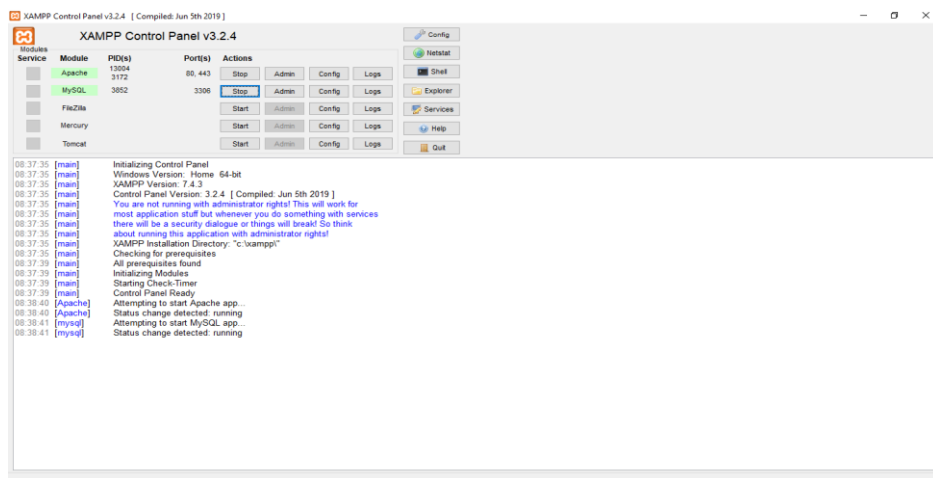 XAMPP Control Panel v3.2.4 [ Compiled: Jun 5th 2019 ]
XAMPP Control Panel v3.2.4
Config
Modules
Service Module PID(s) Port(s) Actions
Netstat
Apache 13004 3172 80, 443 Stop Admin Config Logs
Shell
MySQL 3852 3306 Stop Admin Config Logs
Explorer
FileZilla Start Admin Config Logs
Services
Mercury Start Admin Config Logs
Help
Tomcat Start Admin Config Logs
Quit
08:37:35 [main] Initializing Control Panel
08:37:35 [main] Windows Version: Home 64-bit
08:37:35 [main] XAMPP Version: 7.4.3
08:37:35 [main] Control Panel Version: 3.2.4 [ Compiled: Jun 5th 2019 ]
08:37:35 [main] You are not running with administrator rights! This will work for
08:37:35 [main] most application stuff but whenever you do something with services
08:37:35 [main] there will be a security dialogue or things will break! So think
08:37:35 [main] about running this application with administrator rights!
08:37:35 [main] XAMPP Installation Directory: "c:\xampp\"
08:37:35 [main] Checking for prerequisites
08:37:39 [main] All prerequisites found
08:37:39 [main] Initializing Modules
08:37:39 [main] Starting Check-Timer
08:37:39 [main] Control Panel Ready
08:38:40 [Apache] Attempting to start Apache app...
08:38:40 [Apache] Status change detected: running
08:38:41 [mysql] Attempting to start MySQL app...
08:38:41 [mysql] Status change detected: running